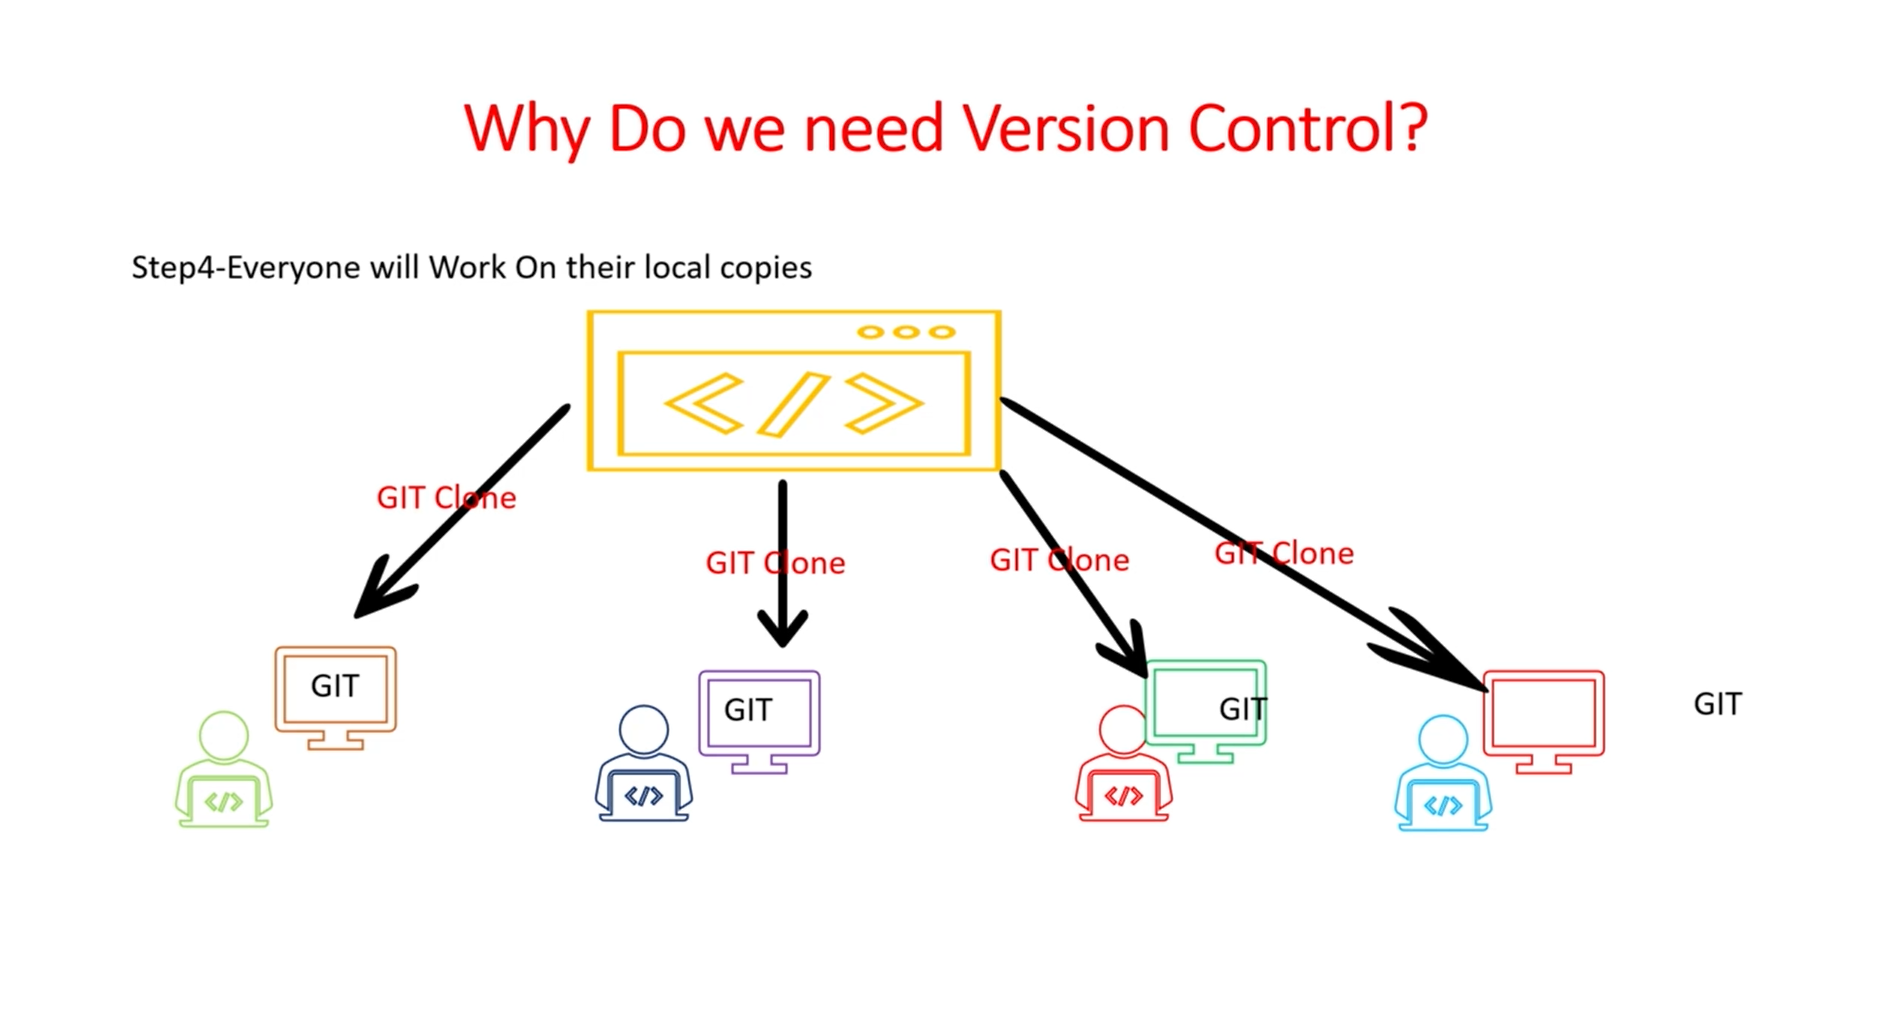 Why Do we need Version Control?
Step4-Everyone will Work On their local copies
</>
GIT Clone
GIT Clone
GIT Clone
GIT Clone
GIT
GIT
GIT
GIT
</>
</>
</>
</>